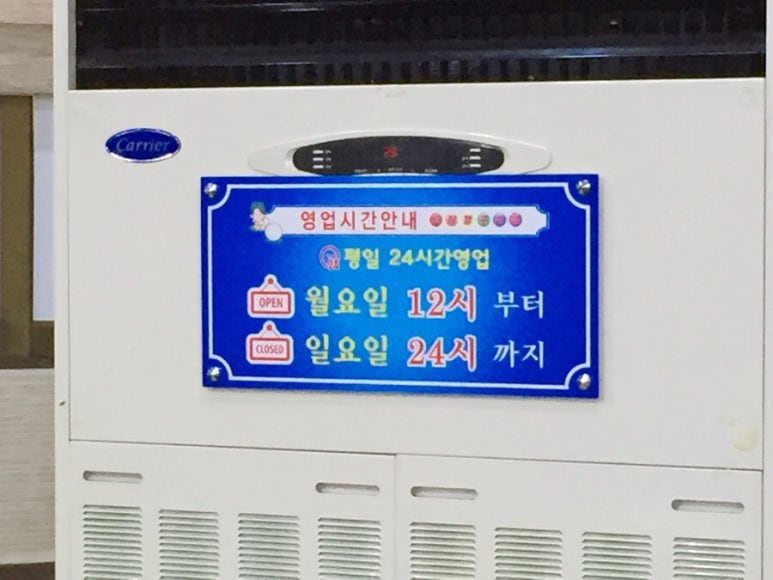 Carrier
영업시간안내
평일 24시간영업
OPEN 월요일 12시 부터
CLOSED 일요일 24시 까지